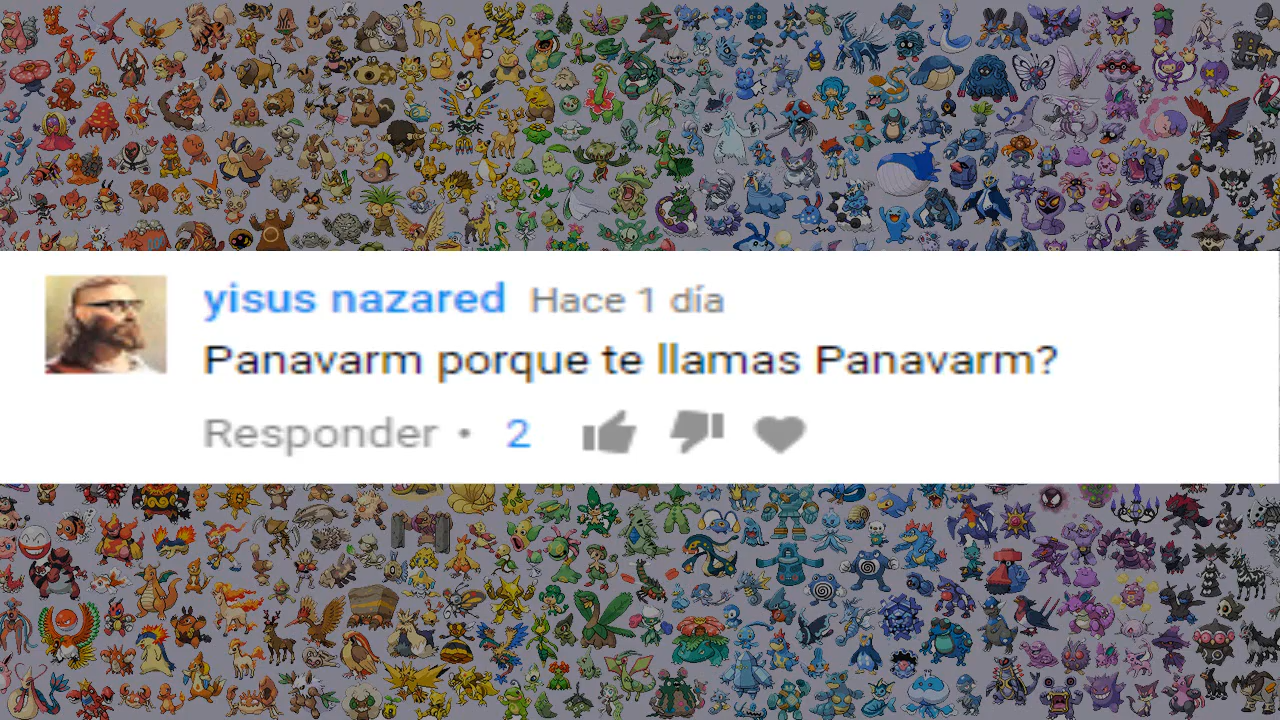 yisus nazared Hace 1 día
Panavarm porque te llamas Panavarm?
Responder • 2